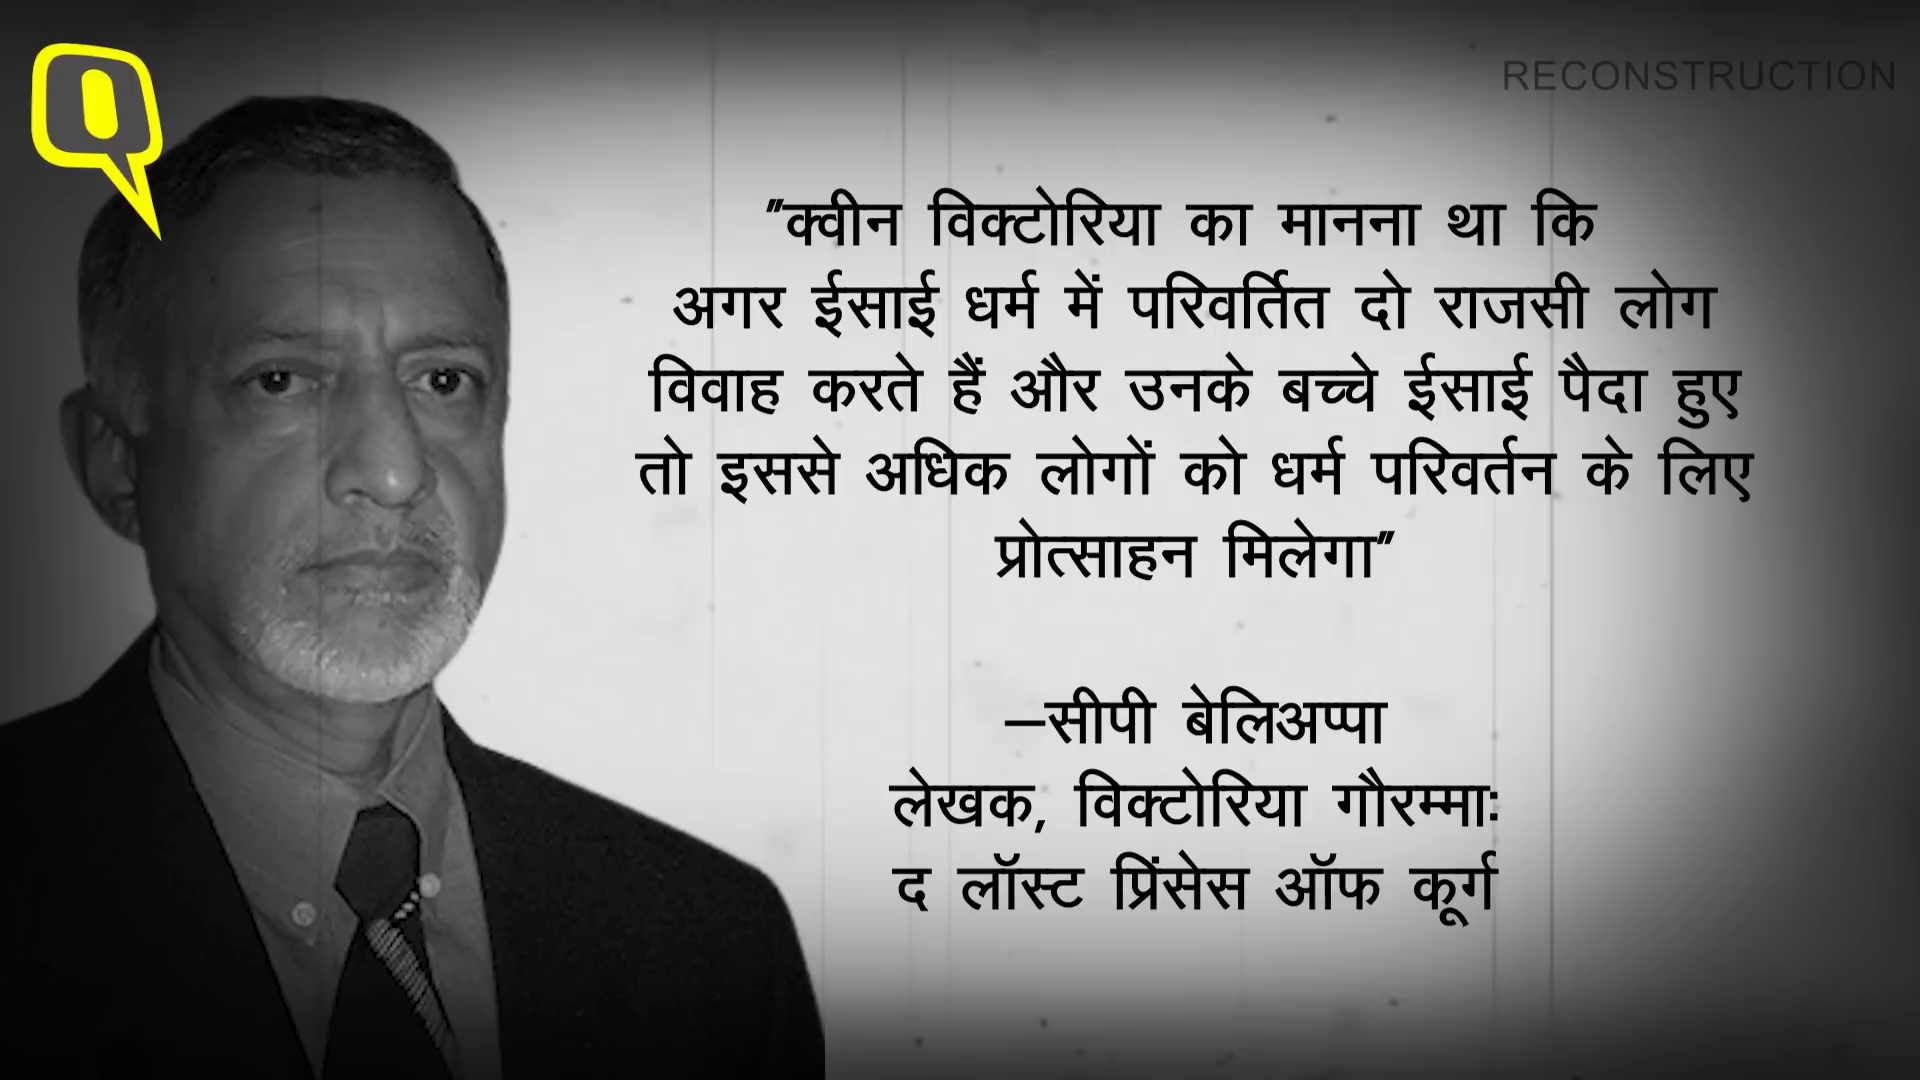 RECONSTRUCTION
"क्वीन विक्टोरिया का मानना था कि
अगर ईसाई धर्म में परिवर्तित दो राजसी लोग
विवाह करते हैं और उनके बच्चे ईसाई पैदा हुए
तो इससे अधिक लोगों को धर्म परिवर्तन के लिए
प्रोत्साहन मिलेगा"
–सीपी बेलिअप्पा
लेखक, विक्टोरिया गौरम्मा:
द लॉस्ट प्रिंसेस ऑफ कूर्ग